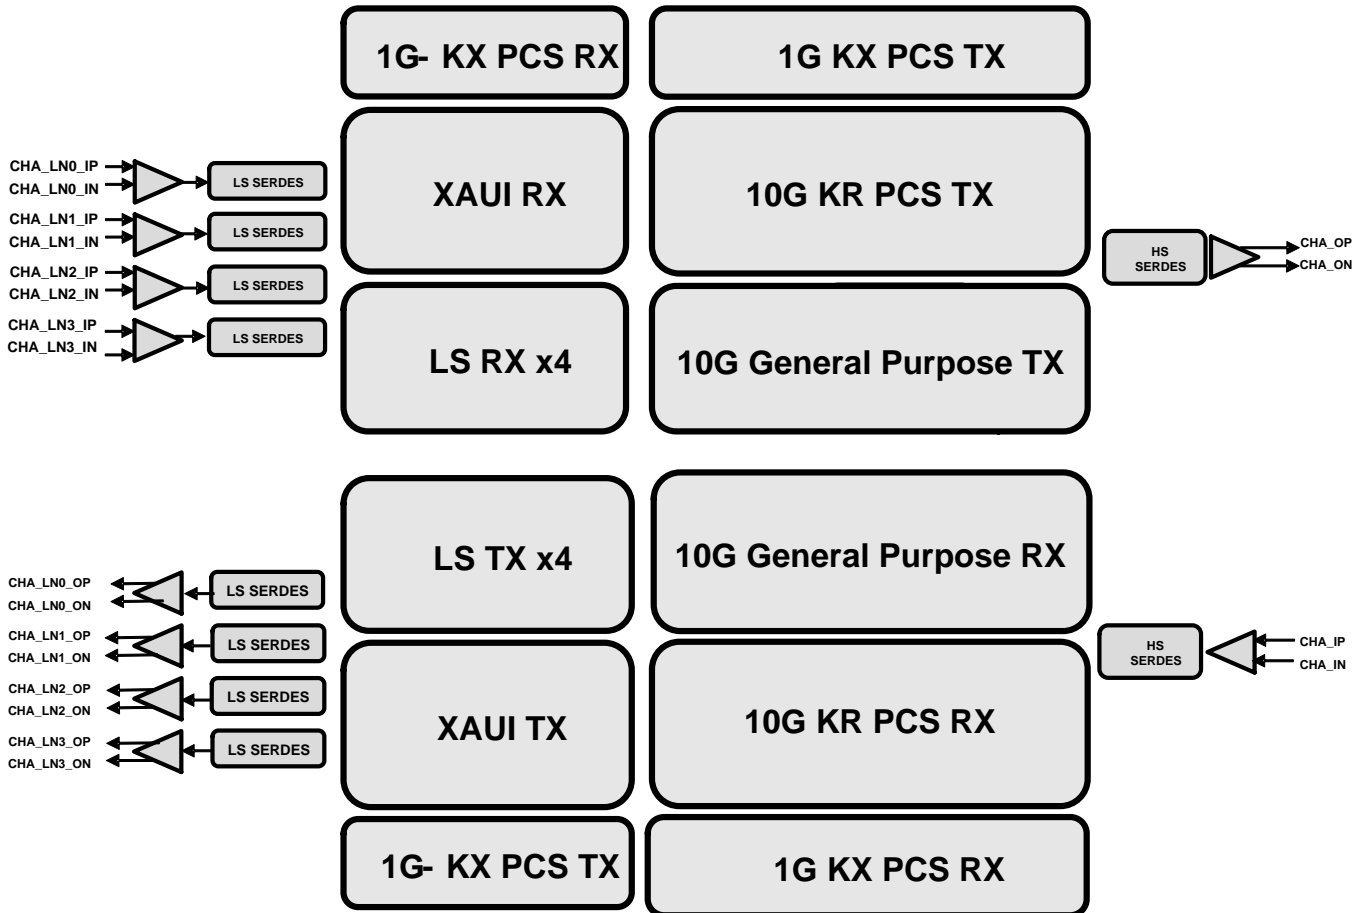 1G- KX PCS RX
1G KX PCS TX
CHA_LN0_IP
CHA_LN0_IN
LS SERDES
CHA_LN1_IP
CHA_LN1_IN
LS SERDES
CHA_LN2_IP
CHA_LN2_IN
LS SERDES
CHA_LN3_IP
CHA_LN3_IN
LS SERDES
XAUI RX
10G KR PCS TX
HS
SERDES
CHA_OP
CHA_ON
LS RX x4
10G General Purpose TX
LS TX x4
10G General Purpose RX
CHA_LN0_OP
CHA_LN0_ON
LS SERDES
CHA_LN1_OP
CHA_LN1_ON
LS SERDES
CHA_LN2_OP
CHA_LN2_ON
LS SERDES
CHA_LN3_OP
CHA_LN3_ON
LS SERDES
HS
SERDES
CHA_IP
CHA_IN
XAUI TX
10G KR PCS RX
1G- KX PCS TX
1G KX PCS RX